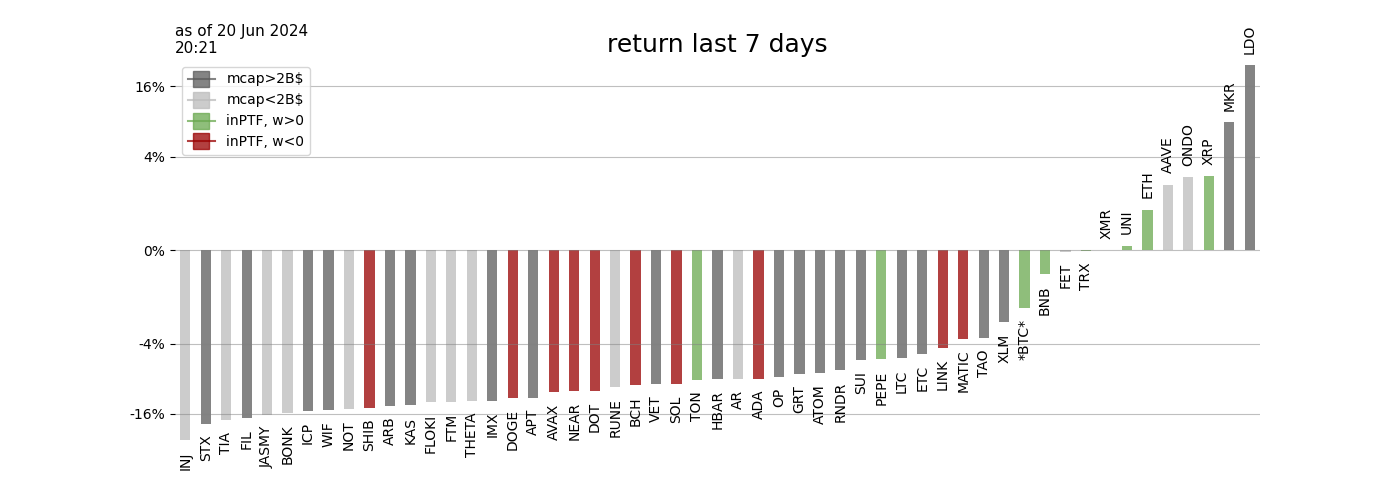 as of 20 Jun 2024
20:21
return last 7 days
mcap>2B$
mcap<2B$
inPTF, w>0
inPTF, w<0
16%
4%
0%
-4%
-16%
INJ
STX
TIA
FIL
JASMY
BONK
ICP
WIF
NOT
SHIB
ARB
KAS
FLOKI
FTM
THETA
IMX
DOGE
APT
AVAX
NEAR
DOT
RUNE
BCH
VET
SOL
TON
HBAR
AR
ADA
OP
GRT
ATOM
RNDR
SUI
PEPE
LTC
ETC
LINK
MATIC
TAO
XLM
*BTC*
BNB
FET
TRX
XMR
UNI
ETH
AAVE
ONDO
XRP
MKR
LDO